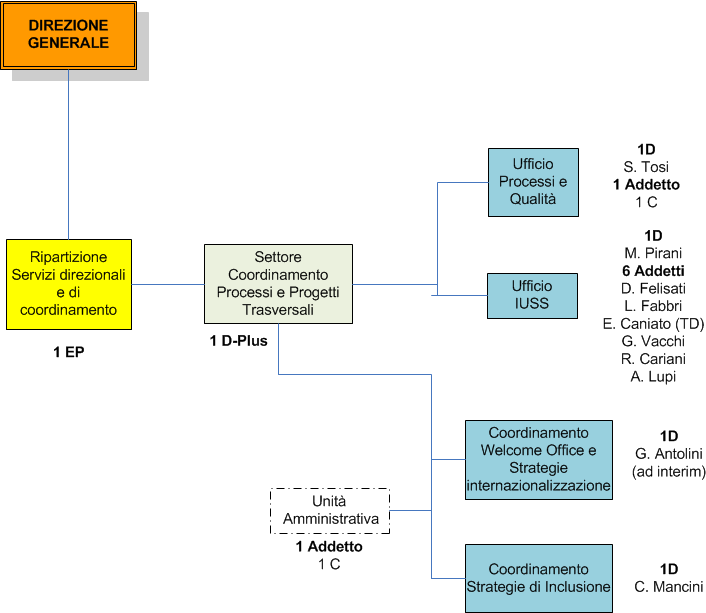 DIREZIONE
GENERALE
Ripartizione
Servizi direzionali
e di
coordinamento
1 EP
Settore
Coordinamento
Processi e Progetti
Trasversali
1 D-Plus
Ufficio
Processi e
Qualità
1D
S. Tosi
1 Addetto
1 C
Ufficio
IUSS
1D
M. Pirani
6 Addetti
D. Felisati
L. Fabbri
E. Caniato (TD)
G. Vacchi
R. Cariani
A. Lupi
Coordinamento
Welcome Office e
Strategie
internazionalizzazione
1D
G. Antolini
(ad interim)
Unità
Amministrativa
1 Addetto
1 C
Coordinamento
Strategie di Inclusione
1D
C. Mancini